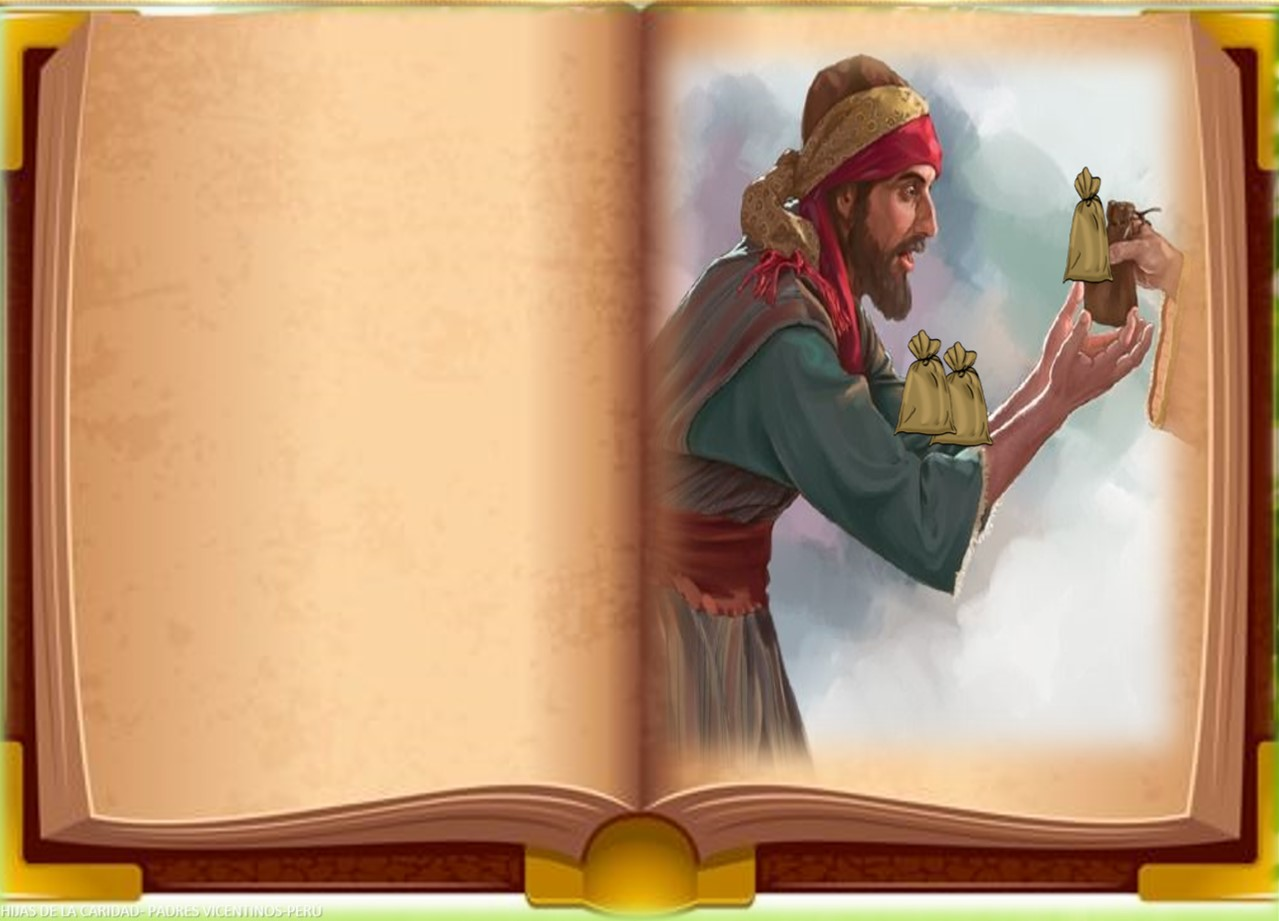 HIJAS DE LA CARIDAD- PADRES VICENTINOS-PERU